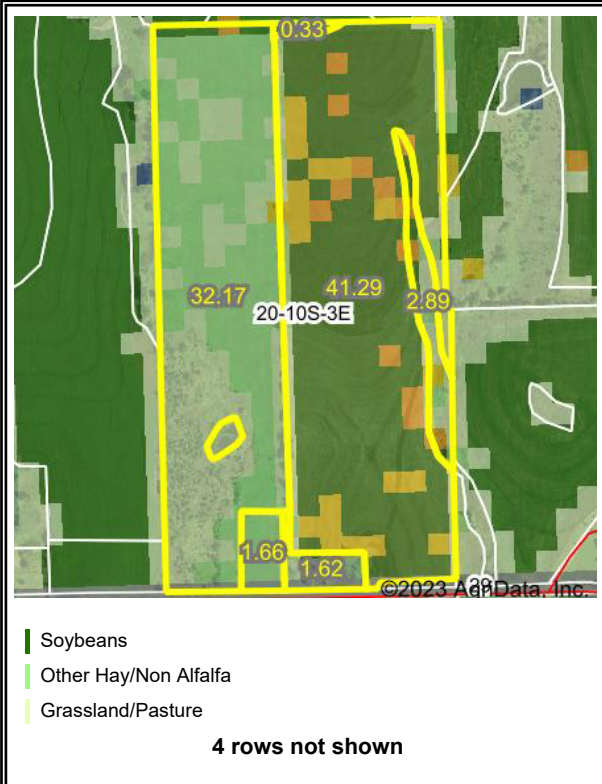 0.33
32.17
41.29
2.89
20-10S-3E
1.66
1.62
29
©2023 AgriData, Inc.
Soybeans
Other Hay/Non Alfalfa
Grassland/Pasture
4 rows not shown